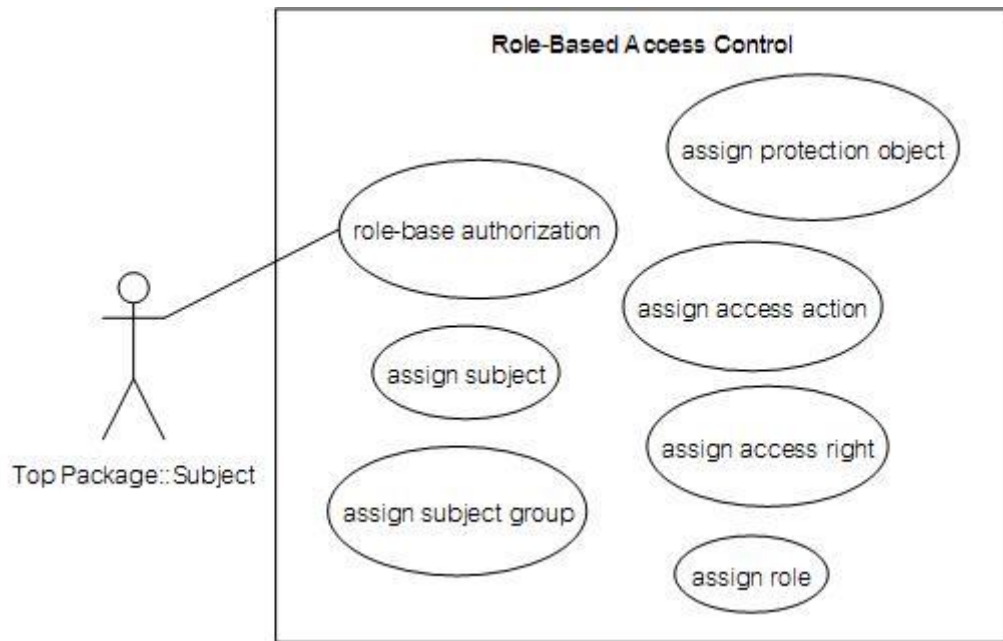 Role-Based Access Control
assign protection object
role-base authorization
assign access action
assign subject
assign access right
Top Package::Subject
assign subject group
assign role